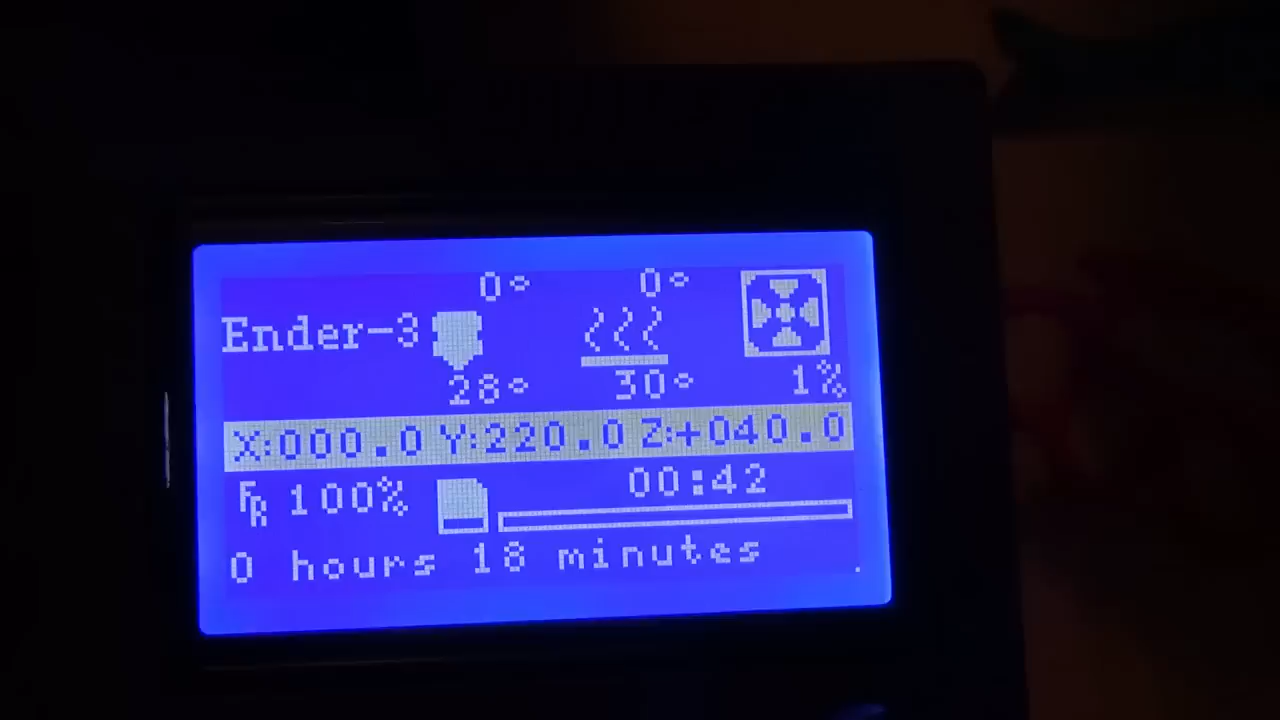 0° 0°
Ender-3
28° 30° 1%
X:000.0 Y:220.0 Z:+040.0
FR 100% 00:42
0 hours 18 minutes